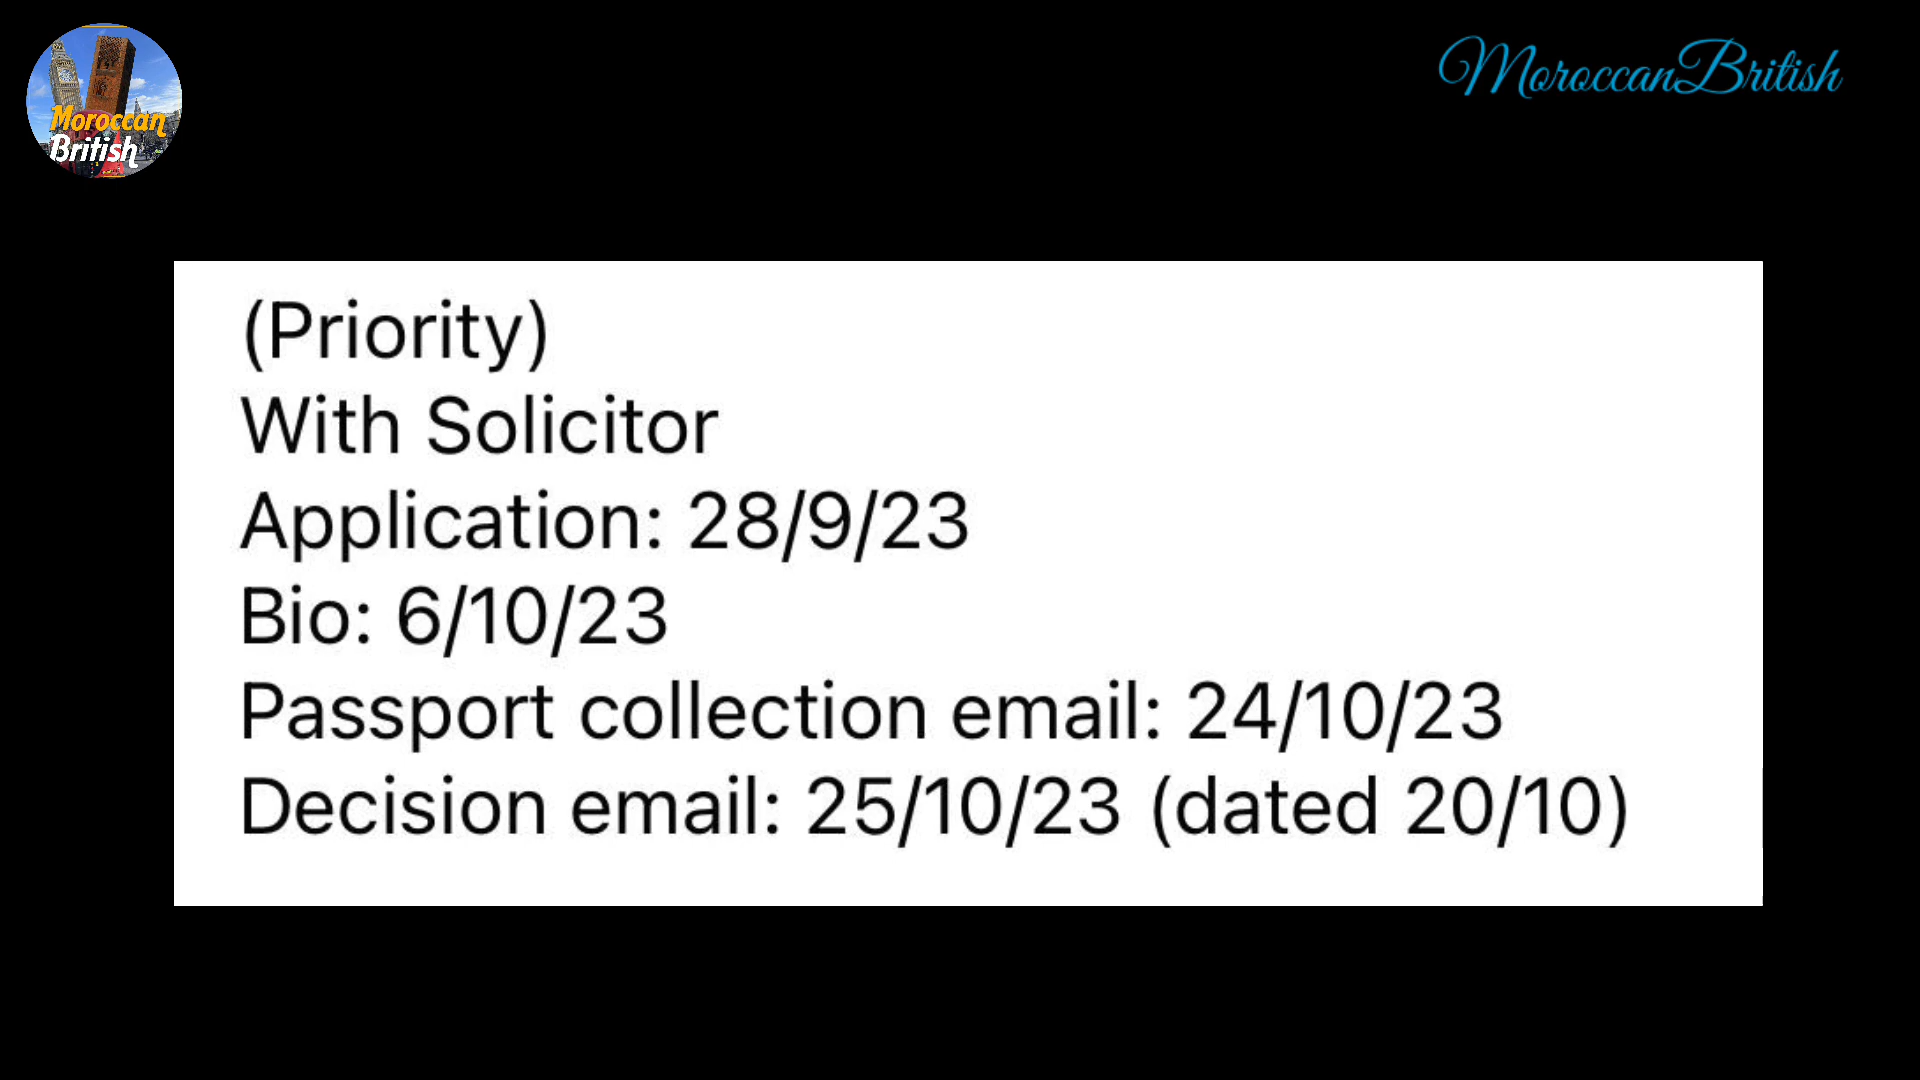 Moroccan
British
MoroccanBritish
(Priority)
With Solicitor
Application: 28/9/23
Bio: 6/10/23
Passport collection email: 24/10/23
Decision email: 25/10/23 (dated 20/10)